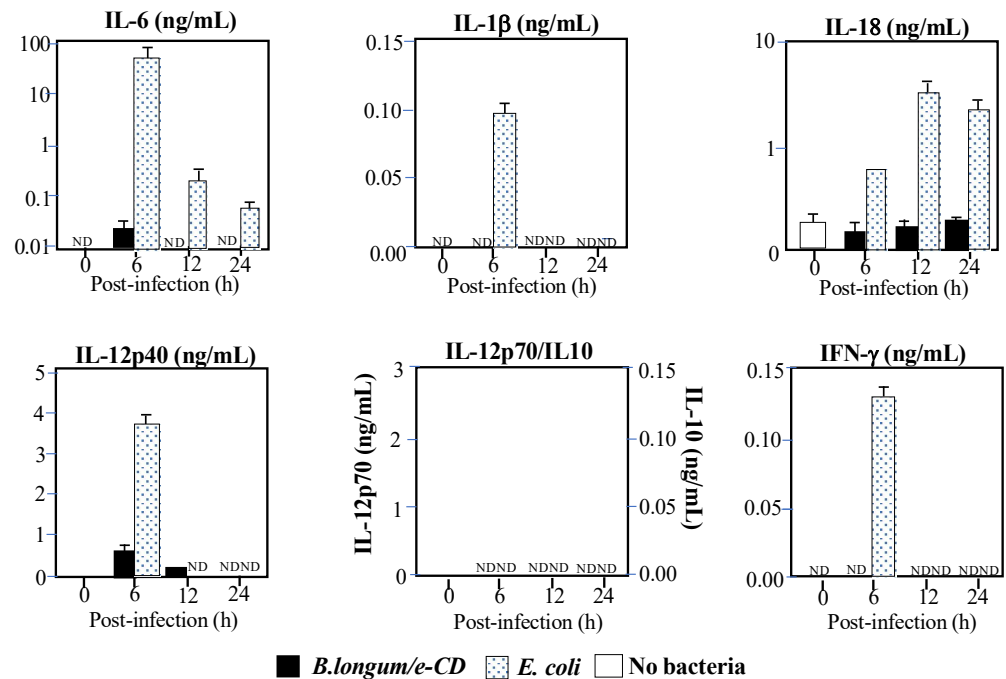 IL-6 (ng/mL)
100
10
1
0.1
0.01
ND
ND
ND
0
6
12
24
Post-infection (h)
IL-1β (ng/mL)
0.15
0.10
0.05
0.00
ND
ND
NDND
NDND
0
6
12
24
Post-infection (h)
IL-18 (ng/mL)
10
1
0
0
6
12
24
Post-infection (h)
IL-12p40 (ng/mL)
5
4
3
2
1
0
ND
NDND
0
6
12
24
Post-infection (h)
IL-12p70/IL10
IL-12p70 (ng/mL)
3
2
1
0
IL-10 (ng/mL)
0.15
0.10
0.05
0.00
NDND
NDND
NDND
0
6
12
24
Post-infection (h)
IFN-γ (ng/mL)
0.15
0.10
0.05
0.00
ND
ND
NDND
NDND
0
6
12
24
Post-infection (h)
B.longum/e-CD E. coli No bacteria